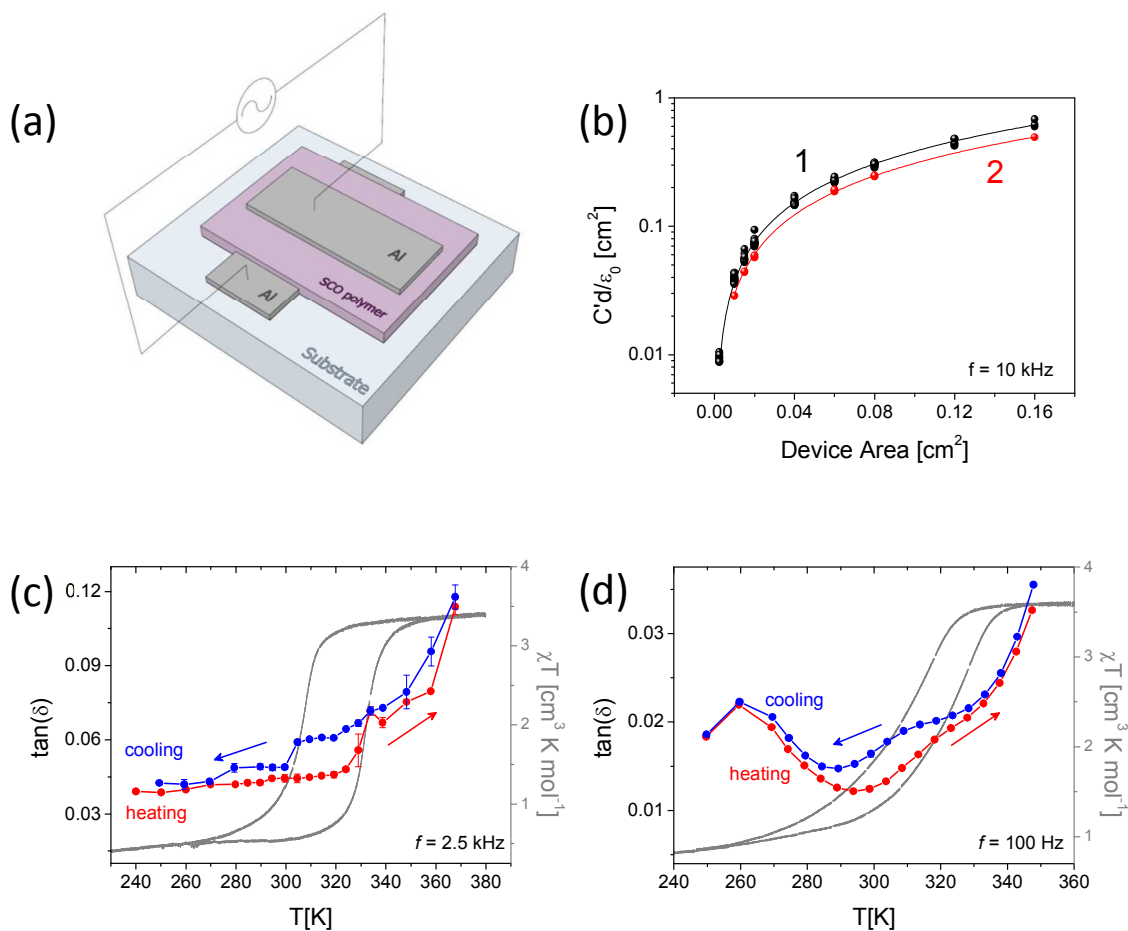 (a)
Al
Al
SCO polymer
Substrate
(b)
1
0.1
0.01
C'd/ε₀ [cm²]
1
2
f = 10 kHz
0.00 0.04 0.08 0.12 0.16
Device Area [cm²]
(c)
0.12
0.09
0.06
0.03
tan(δ)
cooling
heating
f = 2.5 kHz
4
3
2
1
χT [cm³ K mol⁻¹]
240 260 280 300 320 340 360 380
T[K]
(d)
0.03
0.02
0.01
tan(δ)
cooling
heating
f = 100 Hz
4
3
2
1
χT [cm³ K mol⁻¹]
240 260 280 300 320 340 360
T[K]